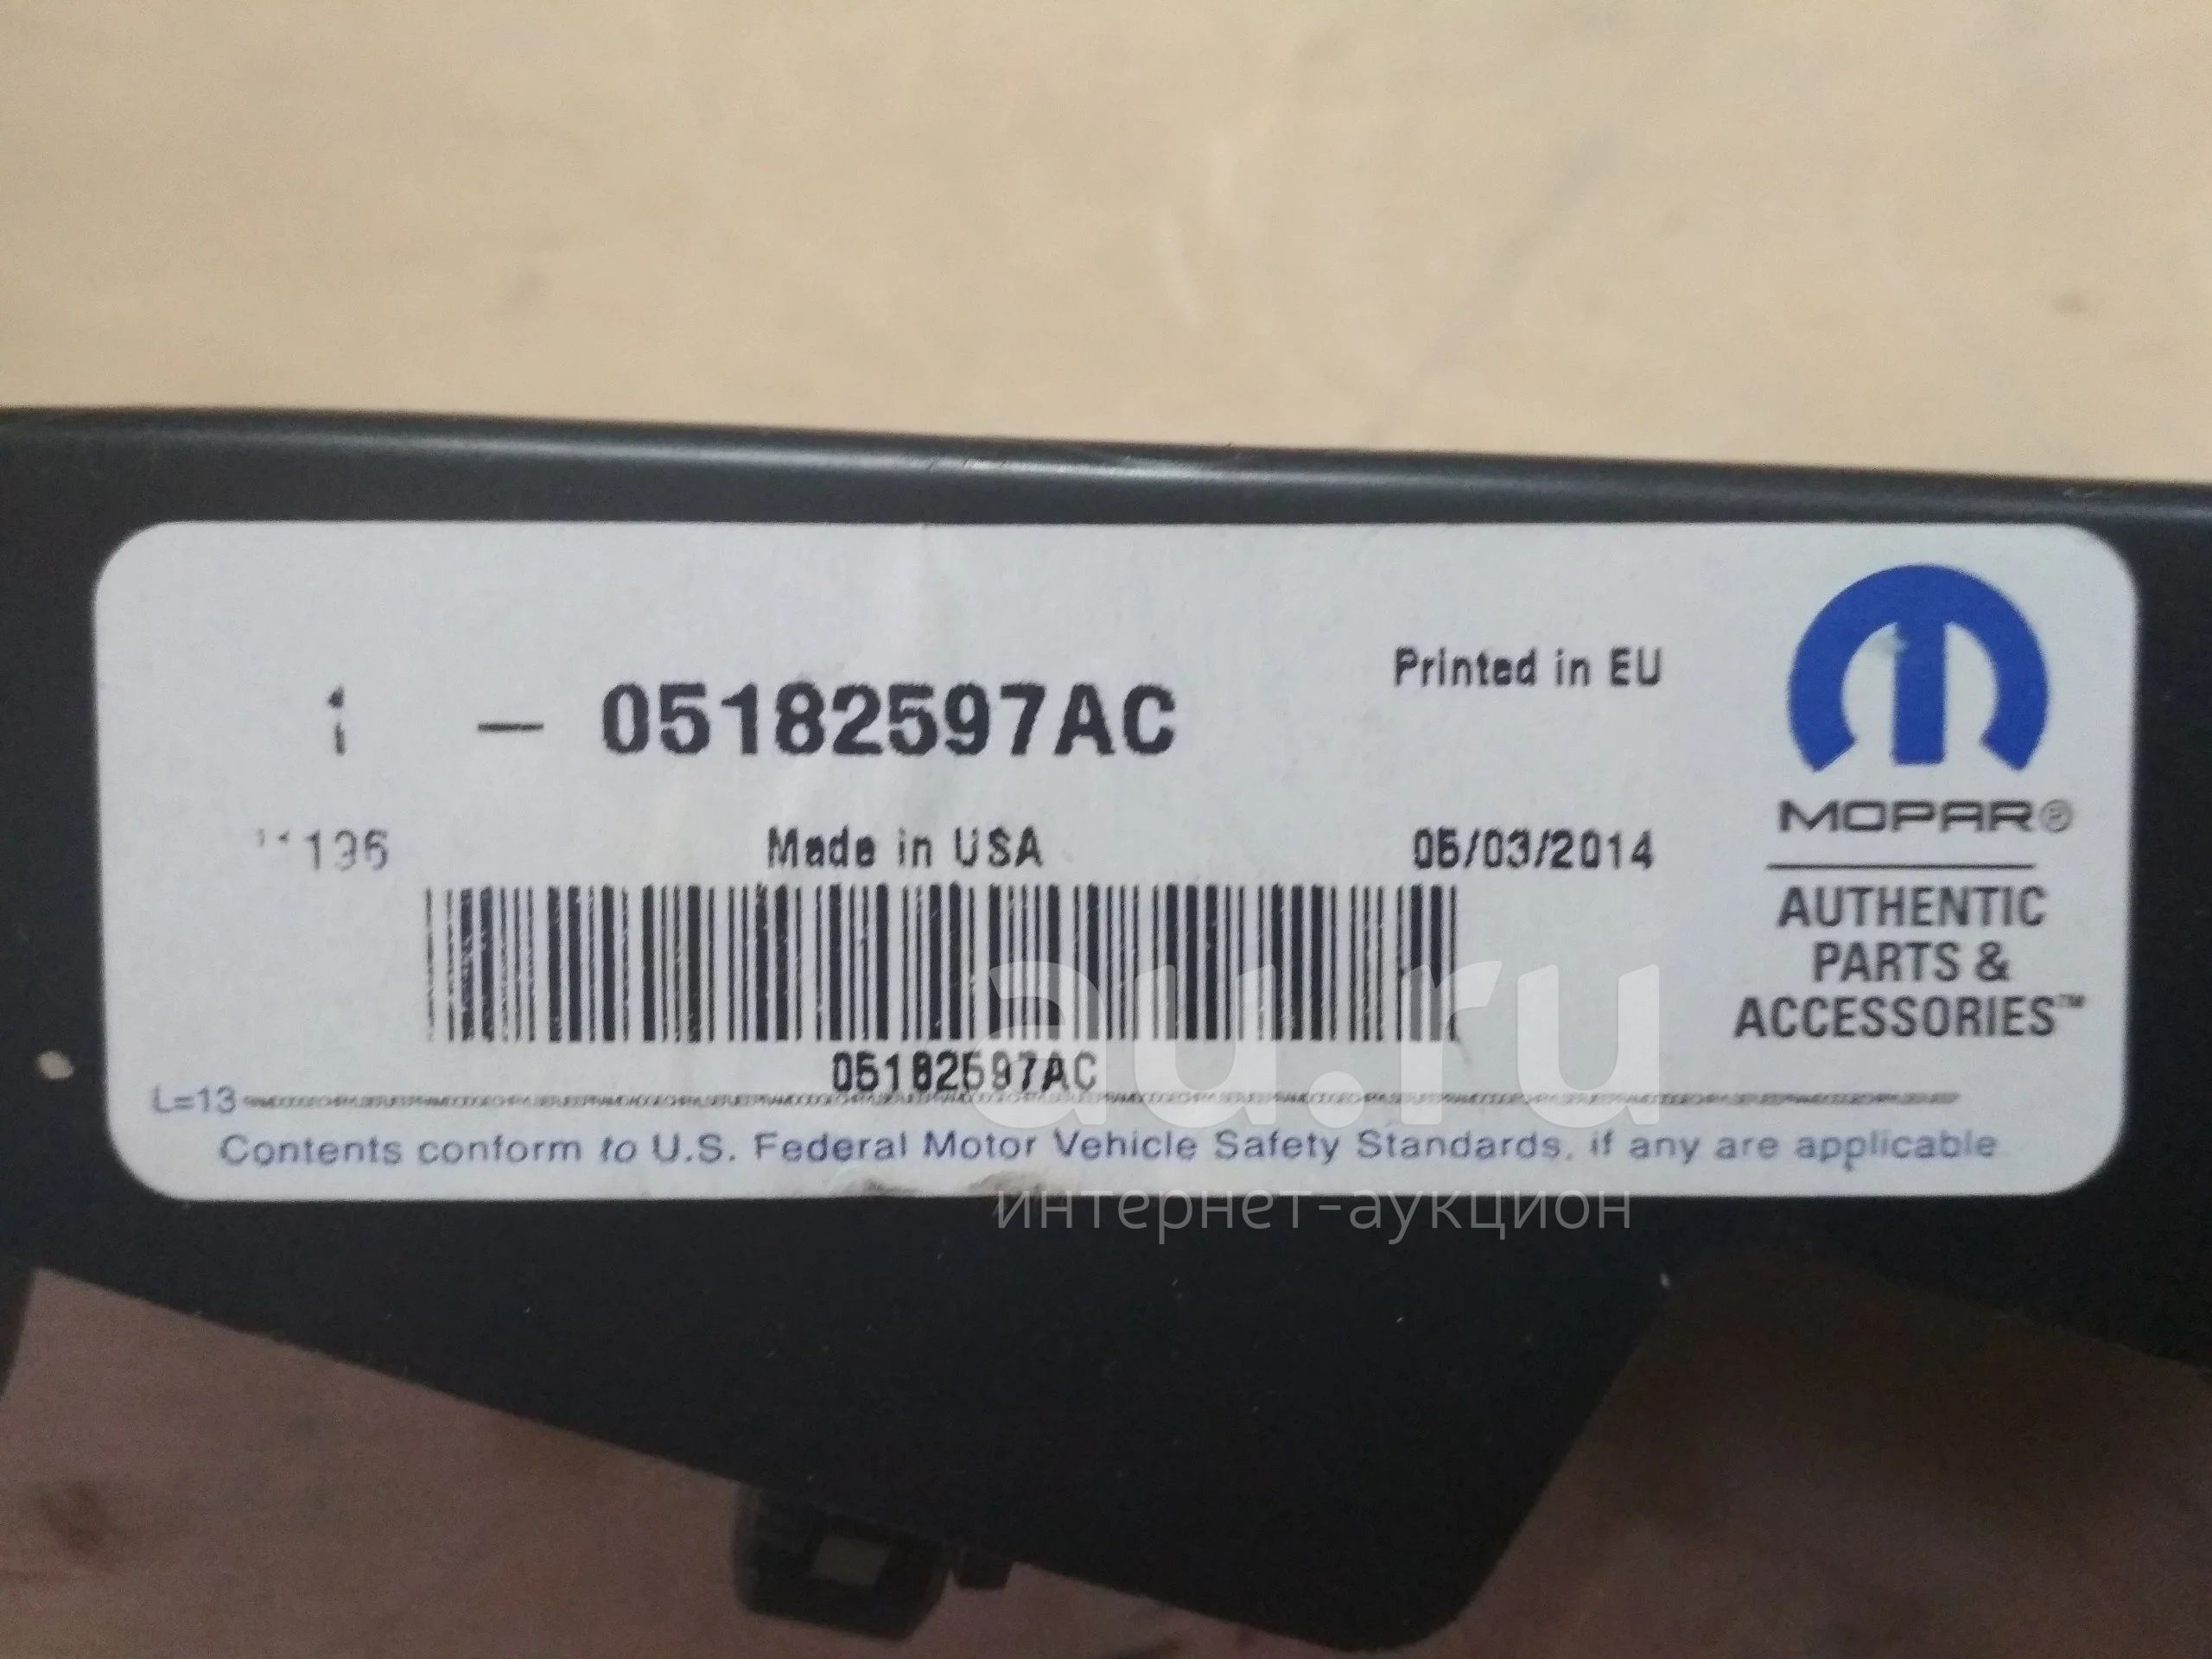 Printed in EU
1 – 05182597AC
Made in USA
05/03/2014
05182597AC
MOPAR®
AUTHENTIC
PARTS &
ACCESSORIES™
L=13
Contents conform to U.S. Federal Motor Vehicle Safety Standards, if any are applicable
au.ru
интернет-аукцион